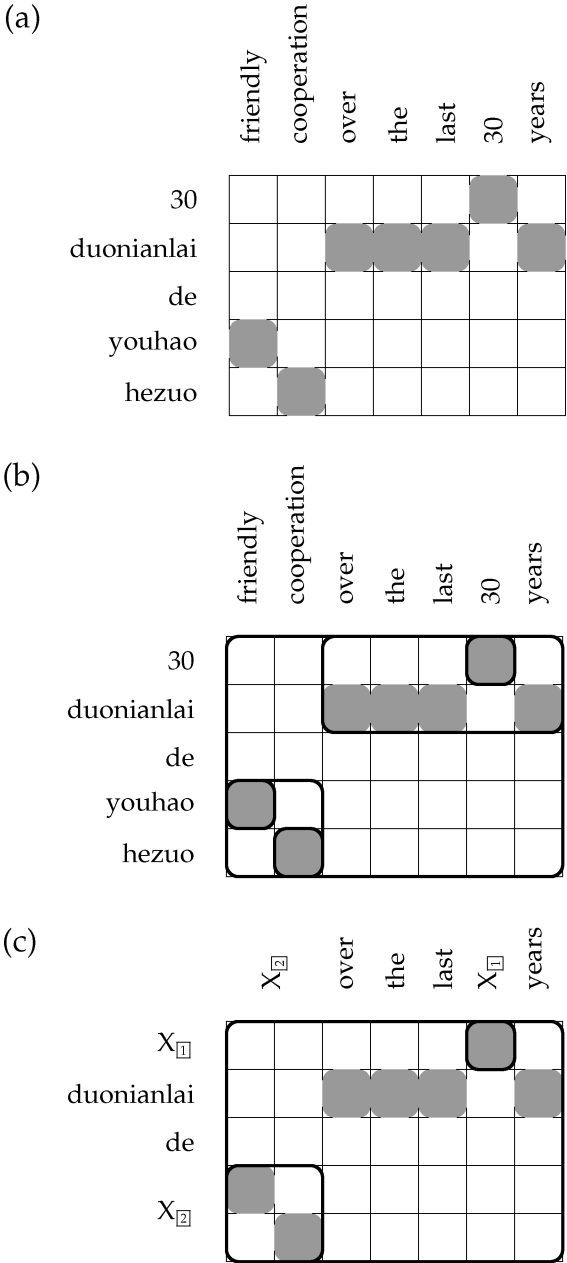 (a)
friendly
cooperation
over
the
last
30
years
30
duonianlai
de
youhao
hezuo
(b)
friendly
cooperation
over
the
last
30
years
30
duonianlai
de
youhao
hezuo
(c)
X2
over
the
last
X1
years
X1
duonianlai
de
X2